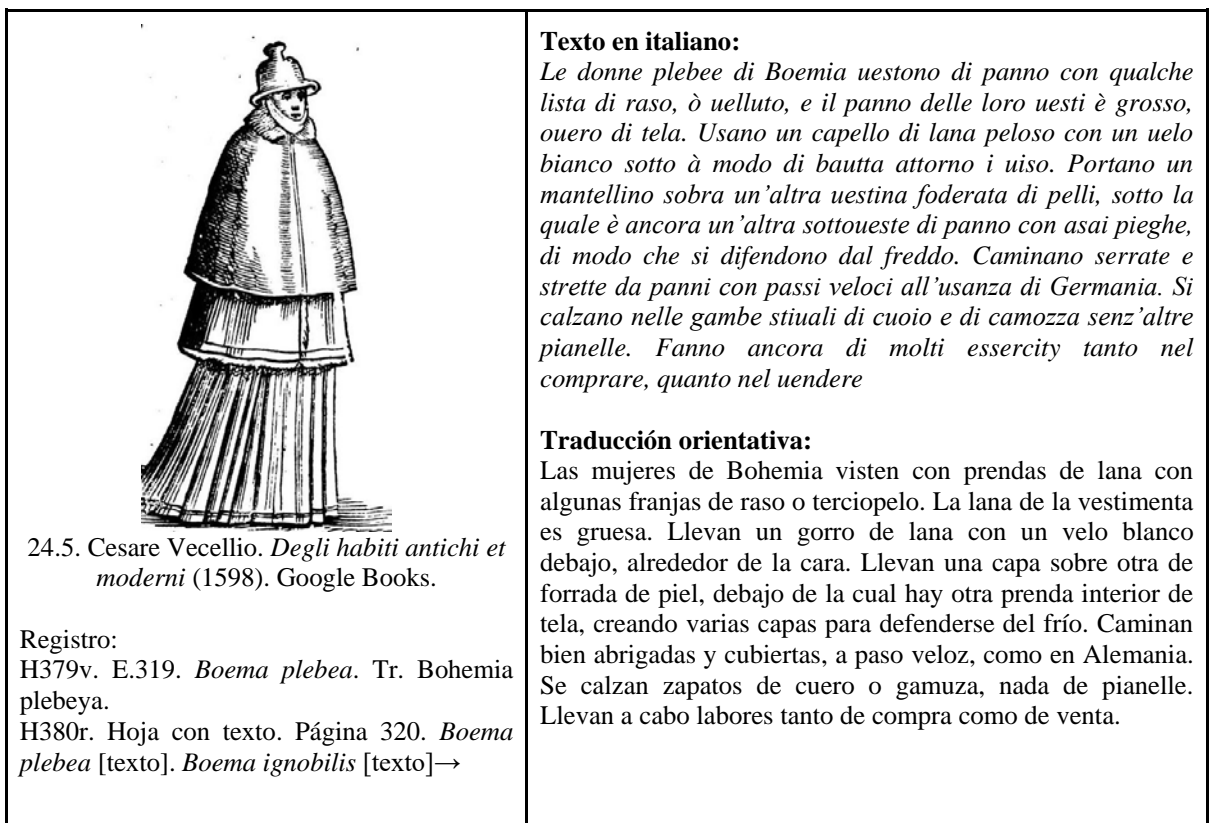 24.5. Cesare Vecellio. Degli habiti antichi et
moderni (1598). Google Books.
Registro:
H379v. E.319. Boema plebea. Tr. Bohemia
plebeya.
H380r. Hoja con texto. Página 320. Boema
plebea [texto]. Boema ignobilis [texto]→
Texto en italiano:
Le donne plebee di Boemia uestono di panno con qualche
lista di raso, ò uelluto, e il panno delle loro uesti è grosso,
ouero di tela. Usano un capello di lana peloso con un uelo
bianco sotto à modo di bautta attorno i uiso. Portano un
mantellino sobra un’altra uestina foderata di pelli, sotto la
quale è ancora un’altra sottoueste di panno con asai pieghe,
di modo che si difendono dal freddo. Caminano serrate e
strette da panni con passi veloci all’usanza di Germania. Si
calzano nelle gambe stiuali di cuoio e di camozza senz’altre
pianelle. Fanno ancora di molti essercity tanto nel
comprare, quanto nel uendere
Traducción orientativa:
Las mujeres de Bohemia visten con prendas de lana con
algunas franjas de raso o terciopelo. La lana de la vestimenta
es gruesa. Llevan un gorro de lana con un velo blanco
debajo, alrededor de la cara. Llevan una capa sobre otra de
forrada de piel, debajo de la cual hay otra prenda interior de
tela, creando varias capas para defenderse del frío. Caminan
bien abrigadas y cubiertas, a paso veloz, como en Alemania.
Se calzan zapatos de cuero o gamuza, nada de pianelle.
Llevan a cabo labores tanto de compra como de venta.